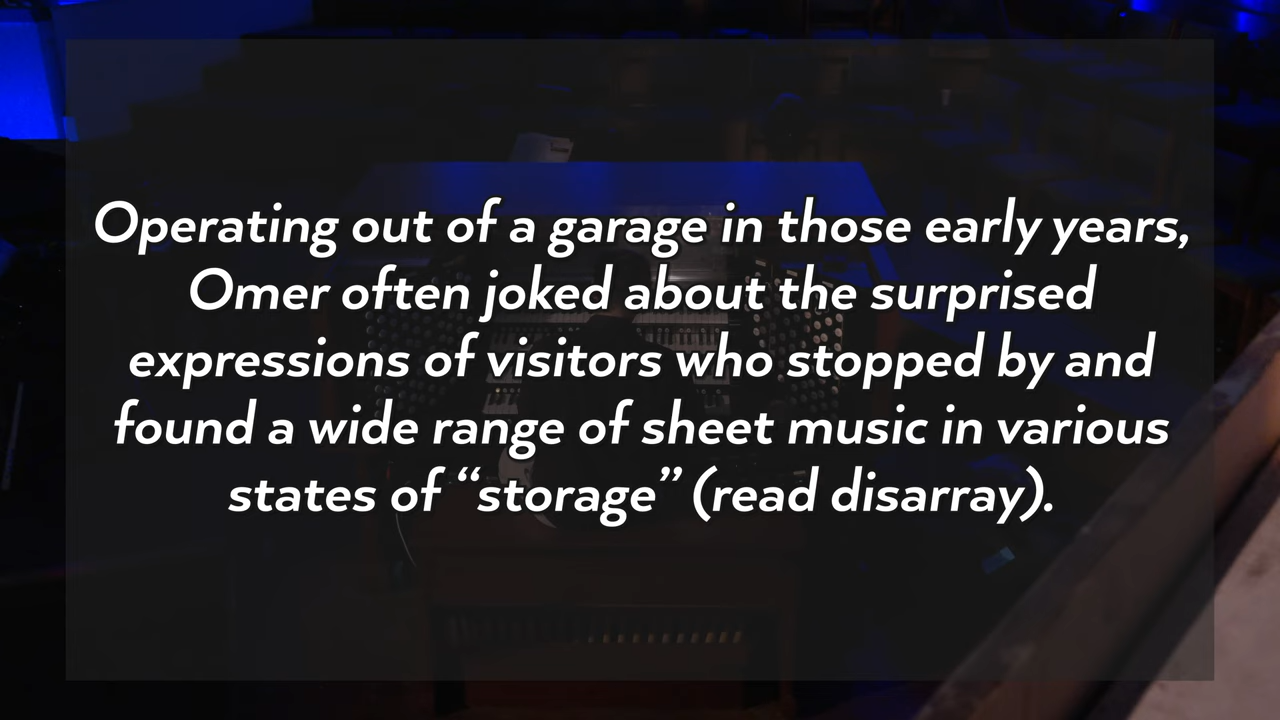 Operating out of a garage in those early years,
Omer often joked about the surprised
expressions of visitors who stopped by and
found a wide range of sheet music in various
states of “storage” (read disarray).